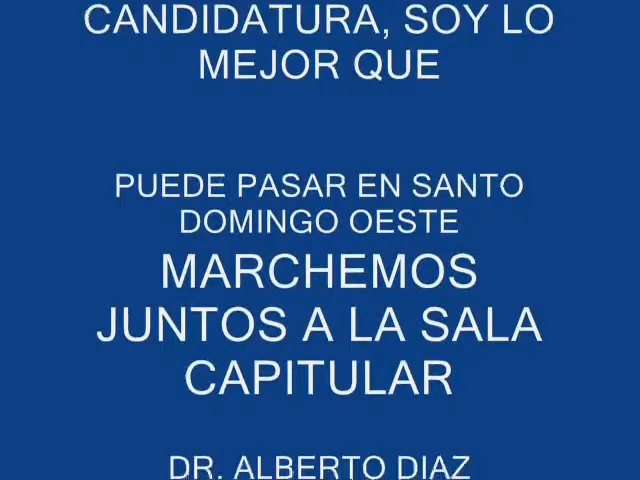 CANDIDATURA, SOY LO
MEJOR QUE
PUEDE PASAR EN SANTO
DOMINGO OESTE
MARCHEMOS
JUNTOS A LA SALA
CAPITULAR
DR. ALBERTO DIAZ